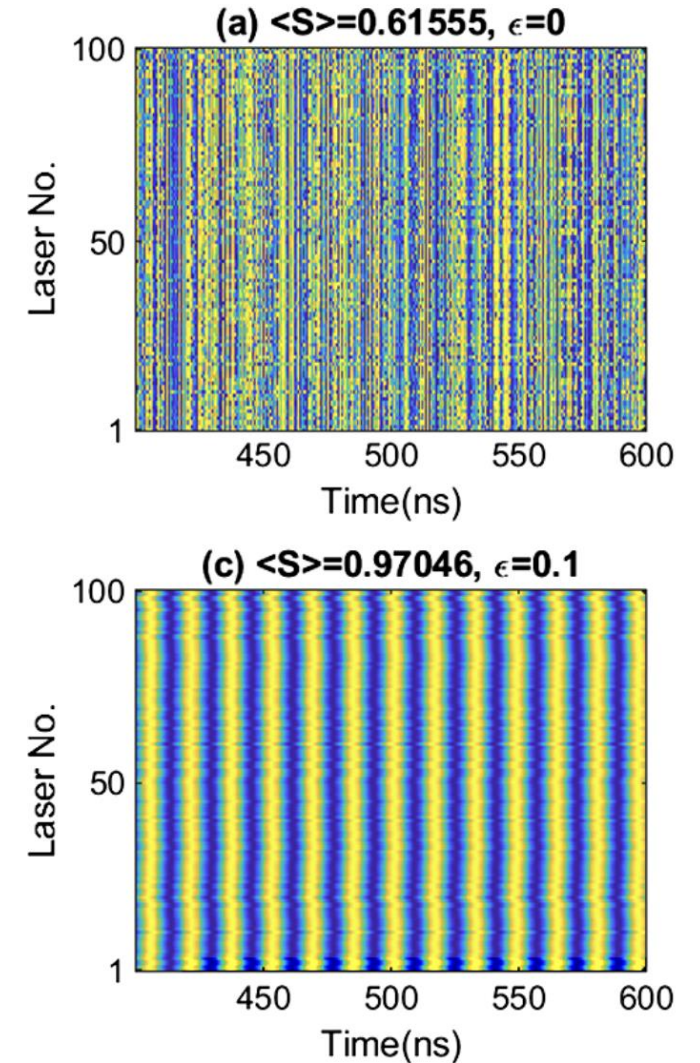 (a) <S>=0.61555, ϵ=0
100
50
1
Laser No.
450 500 550 600
Time(ns)
(c) <S>=0.97046, ϵ=0.1
100
50
1
Laser No.
450 500 550 600
Time(ns)